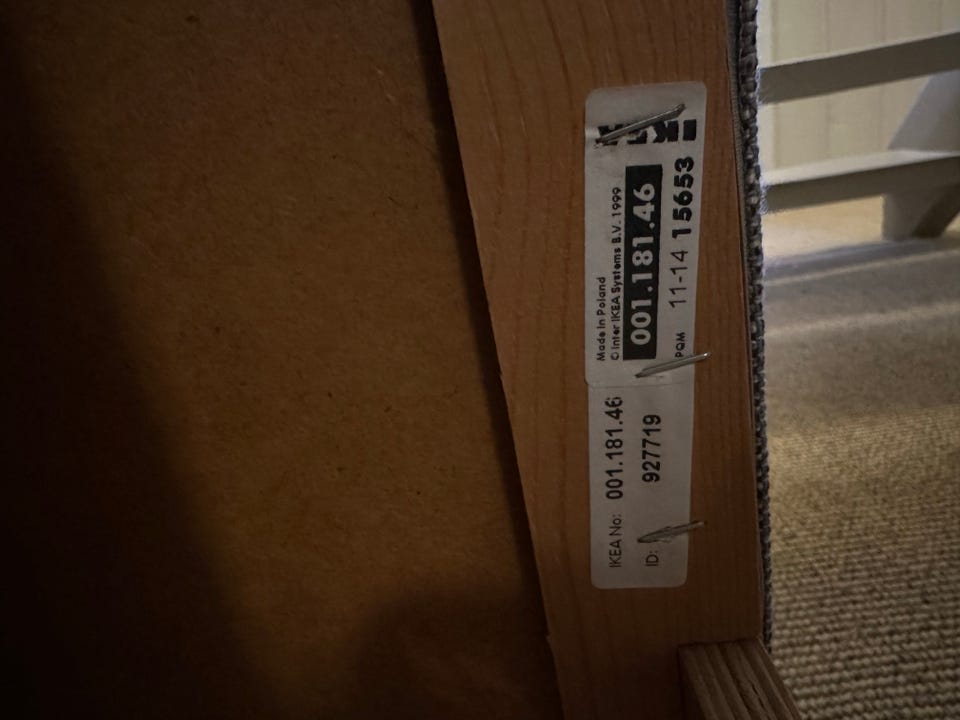 IKEA
Made in Poland
© Inter IKEA Systems B.V. 1999
001.181.46
PQM 11-14 15653
IKEA No: 001.181.46
ID: 927719